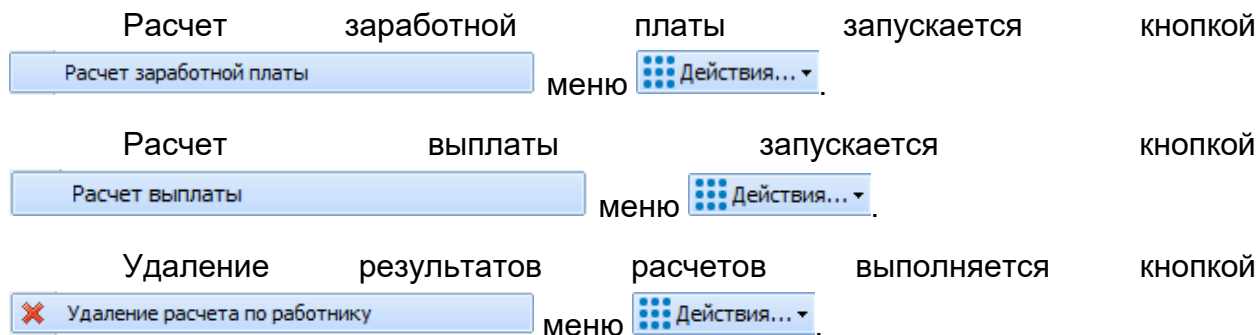 Расчет заработной платы запускается кнопкой
Расчет заработной платы меню Действия... .
Расчет выплаты запускается кнопкой
Расчет выплаты меню Действия... .
Удаление результатов расчетов выполняется кнопкой
Удаление расчета по работнику меню Действия... .